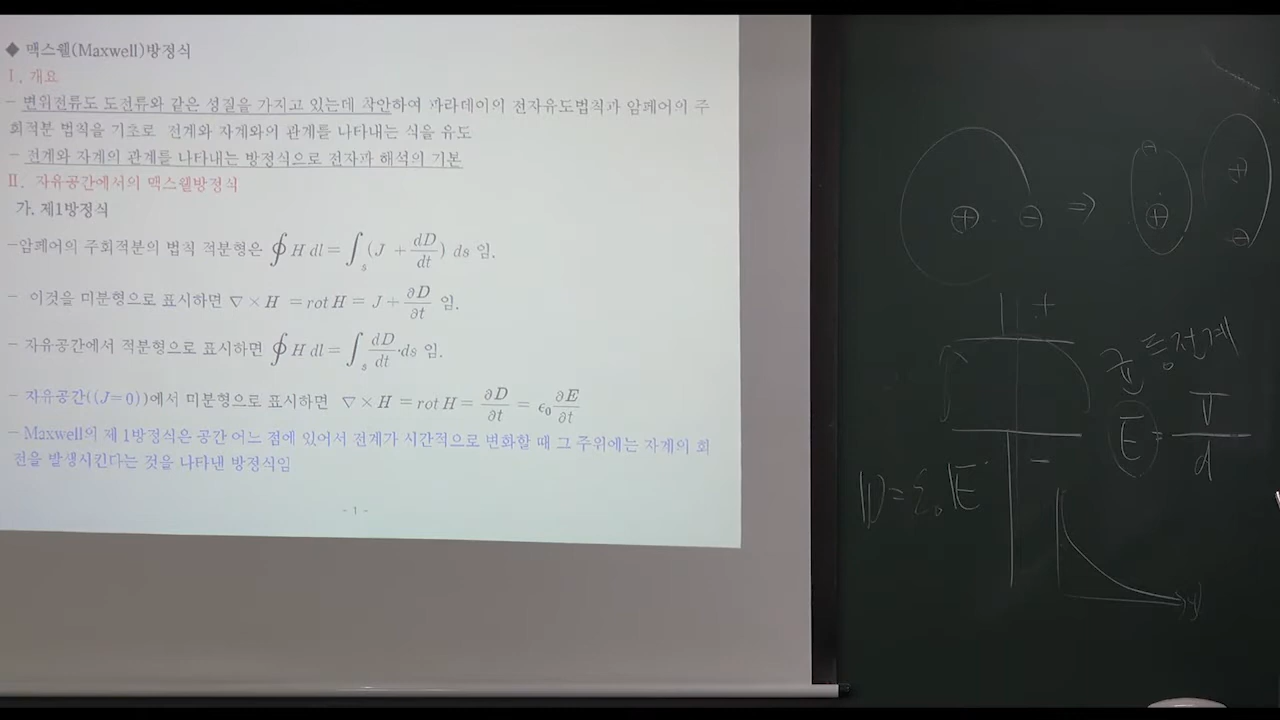 ◆ 맥스웰(Maxwell)방정식
Ⅰ. 개요
- 변위전류도 도전류와 같은 성질을 가지고 있는데 착안하여 파라데이의 전자유도법칙과 암페어의 주
회적분 법칙을 기초로 전계와 자계와의 관계를 나타내는 식을 유도
- 전계와 자계의 관계를 나타내는 방정식으로 전자파 해석의 기본
Ⅱ. 자유공간에서의 맥스웰방정식
가. 제1방정식
-암페어의 주회적분의 법칙 적분형은 ∮H dl = ∫s (J + dD/dt) ds 임.
- 이것을 미분형으로 표시하면 ∇ × H = rot H = J + ∂D/∂t 임.
- 자유공간에서 적분형으로 표시하면 ∮H dl = ∫s dD/dt·ds 임.
- 자유공간((J=0))에서 미분형으로 표시하면 ∇ × H = rot H = ∂D/∂t = ε₀ ∂E/∂t
- Maxwell의 제 1방정식은 공간 어느 점에 있어서 전계가 시간적으로 변화할 때 그 주위에는 자계의 회
전을 발생시킨다는 것을 나타낸 방정식임
- 1 -
+ - ⇒ - + + -
+
-
평등전계
E = V/d
D = ε₀E